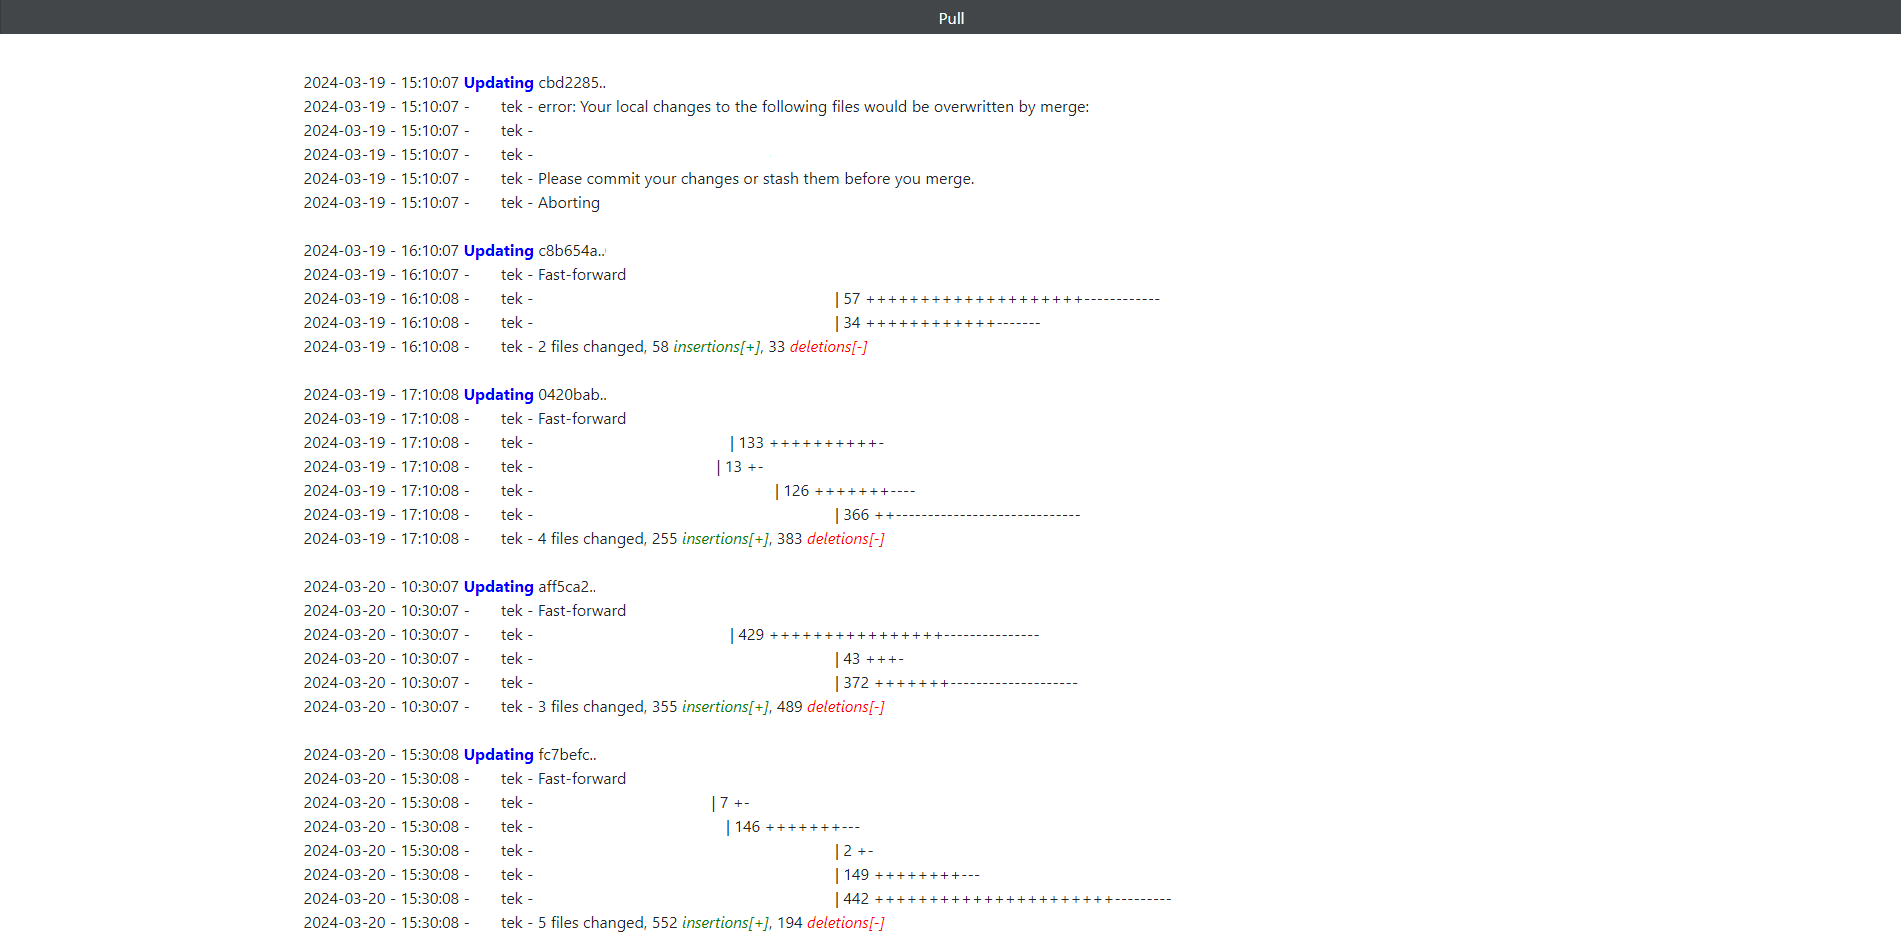 Pull
2024-03-19 - 15:10:07 Updating cbd2285..
2024-03-19 - 15:10:07 - tek - error: Your local changes to the following files would be overwritten by merge:
2024-03-19 - 15:10:07 - tek -
2024-03-19 - 15:10:07 - tek -
2024-03-19 - 15:10:07 - tek - Please commit your changes or stash them before you merge.
2024-03-19 - 15:10:07 - tek - Aborting
2024-03-19 - 16:10:07 Updating c8b654a..
2024-03-19 - 16:10:07 - tek - Fast-forward
2024-03-19 - 16:10:08 - tek - | 57 ++++++++++++++++++++------------
2024-03-19 - 16:10:08 - tek - | 34 ++++++++++++-------
2024-03-19 - 16:10:08 - tek - 2 files changed, 58 insertions[+], 33 deletions[-]
2024-03-19 - 17:10:08 Updating 0420bab..
2024-03-19 - 17:10:08 - tek - Fast-forward
2024-03-19 - 17:10:08 - tek - | 133 ++++++++++-
2024-03-19 - 17:10:08 - tek - | 13 +-
2024-03-19 - 17:10:08 - tek - | 126 +++++++----
2024-03-19 - 17:10:08 - tek - | 366 ++-----------------------------
2024-03-19 - 17:10:08 - tek - 4 files changed, 255 insertions[+], 383 deletions[-]
2024-03-20 - 10:30:07 Updating aff5ca2..
2024-03-20 - 10:30:07 - tek - Fast-forward
2024-03-20 - 10:30:07 - tek - | 429 ++++++++++++++++---------------
2024-03-20 - 10:30:07 - tek - | 43 +++-
2024-03-20 - 10:30:07 - tek - | 372 +++++++--------------------
2024-03-20 - 10:30:07 - tek - 3 files changed, 355 insertions[+], 489 deletions[-]
2024-03-20 - 15:30:08 Updating fc7befc..
2024-03-20 - 15:30:08 - tek - Fast-forward
2024-03-20 - 15:30:08 - tek - | 7 +-
2024-03-20 - 15:30:08 - tek - | 146 +++++++---
2024-03-20 - 15:30:08 - tek - | 2 +-
2024-03-20 - 15:30:08 - tek - | 149 ++++++++---
2024-03-20 - 15:30:08 - tek - | 442 ++++++++++++++++++++++---------
2024-03-20 - 15:30:08 - tek - 5 files changed, 552 insertions[+], 194 deletions[-]